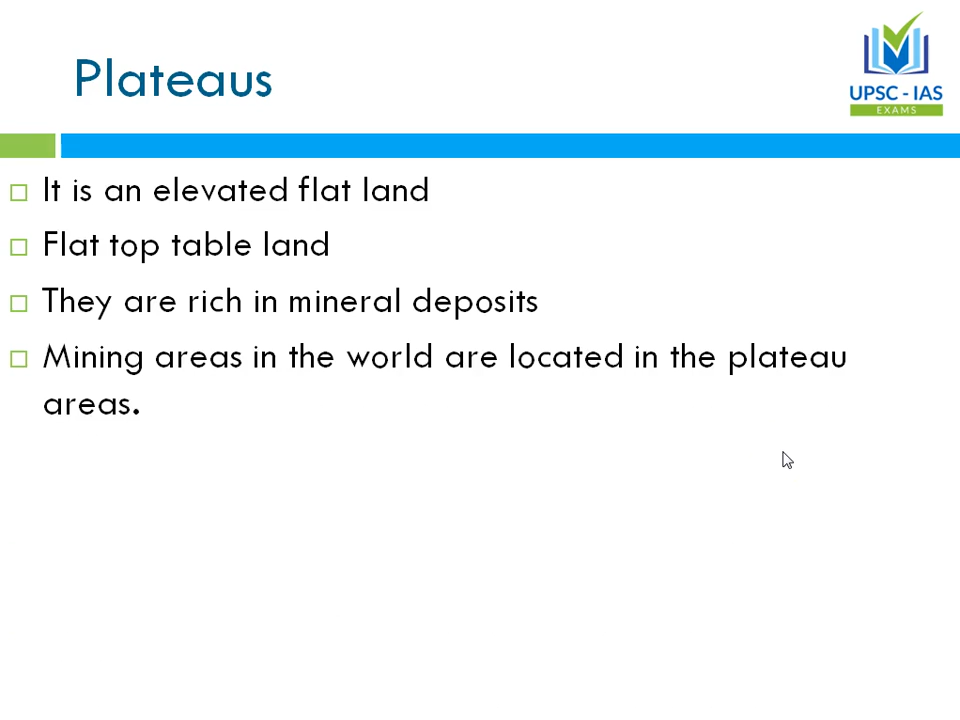 Plateaus
UPSC - IAS
EXAMS
It is an elevated flat land
Flat top table land
They are rich in mineral deposits
Mining areas in the world are located in the plateau
areas.